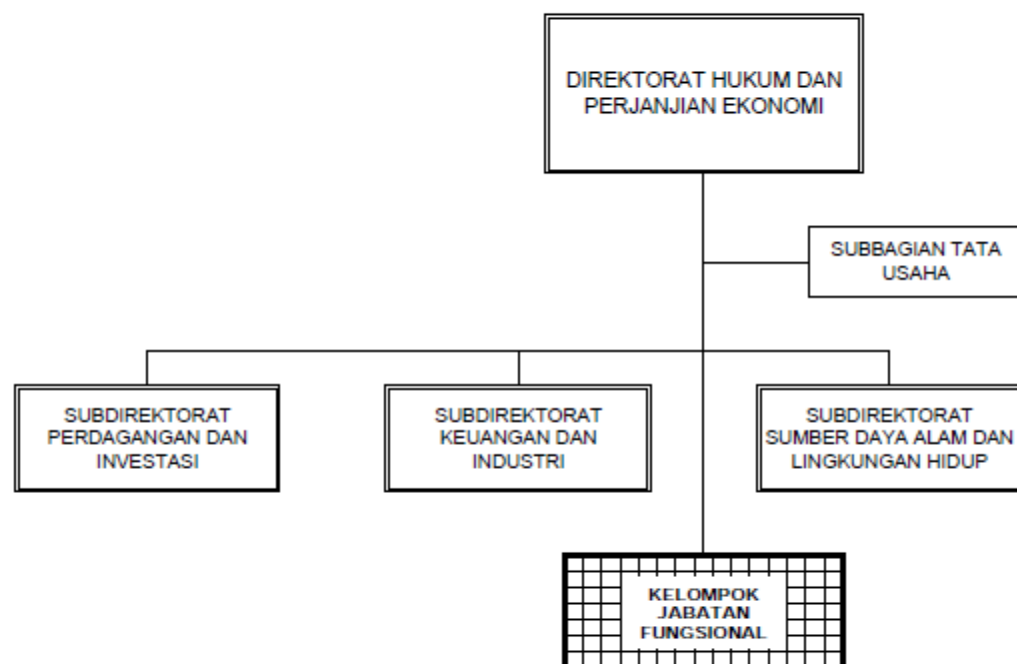 DIREKTORAT HUKUM DAN
PERJANJIAN EKONOMI
SUBBAGIAN TATA
USAHA
SUBDIREKTORAT
PERDAGANGAN DAN
INVESTASI
SUBDIREKTORAT
KEUANGAN DAN
INDUSTRI
SUBDIREKTORAT
SUMBER DAYA ALAM DAN
LINGKUNGAN HIDUP
KELOMPOK
JABATAN
FUNGSIONAL